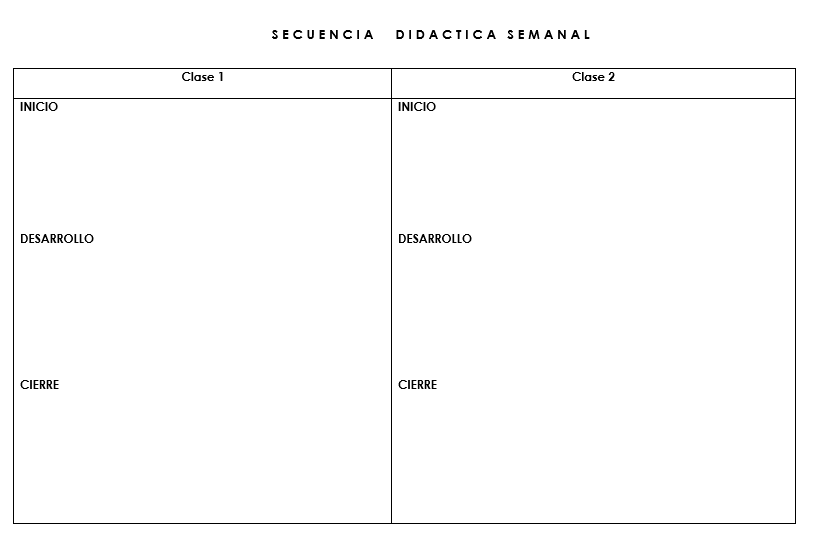 SECUENCIA DIDACTICA SEMANAL
Clase 1
Clase 2
INICIO
INICIO
DESARROLLO
DESARROLLO
CIERRE
CIERRE